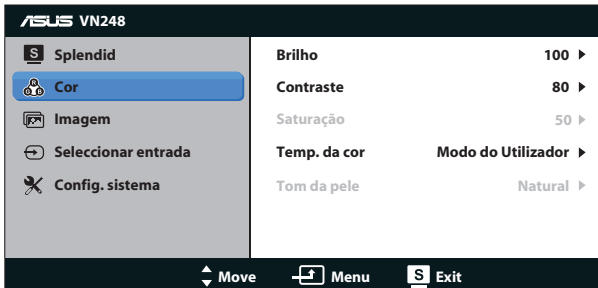 ASUS VN248
S Splendid
Cor
Imagem
Seleccionar entrada
Config. sistema
Brilho 100
Contraste 80
Saturação 50
Temp. da cor Modo do Utilizador
Tom da pele Natural
Move Menu S Exit